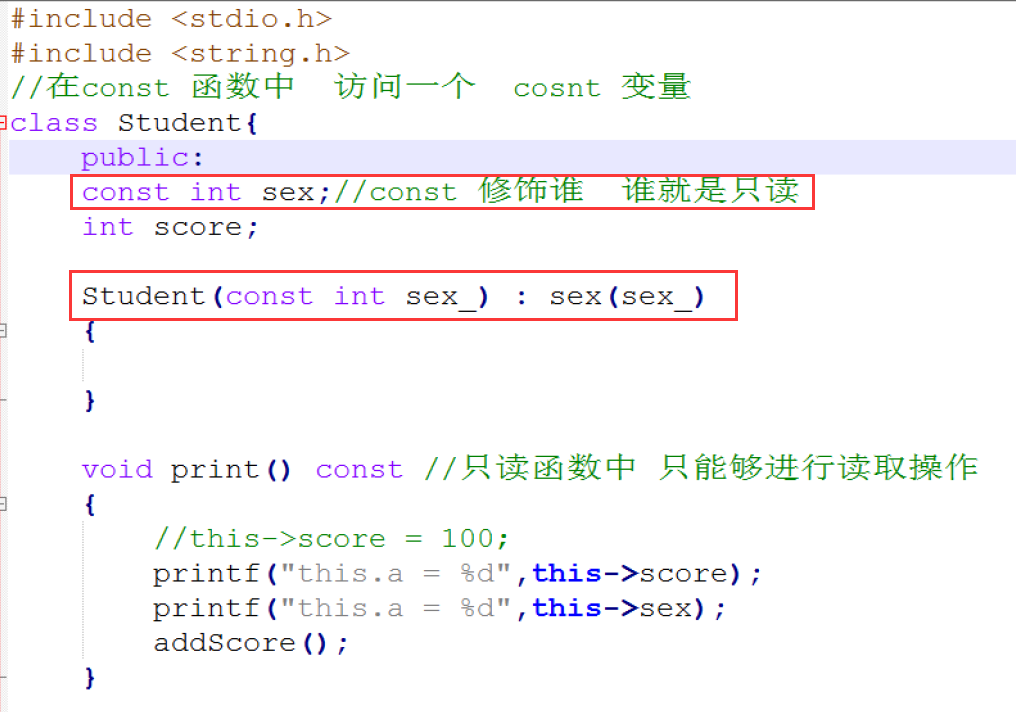 #include <stdio.h>
#include <string.h>
//在const 函数中  访问一个  cosnt 变量
class Student{
    public:
    const int sex;//const 修饰谁  谁就是只读
    int score;
    Student(const int sex_) : sex(sex_)
    {
    }
    void print() const //只读函数中 只能够进行读取操作
    {
        //this->score = 100;
        printf("this.a = %d",this->score);
        printf("this.a = %d",this->sex);
        addScore();
    }